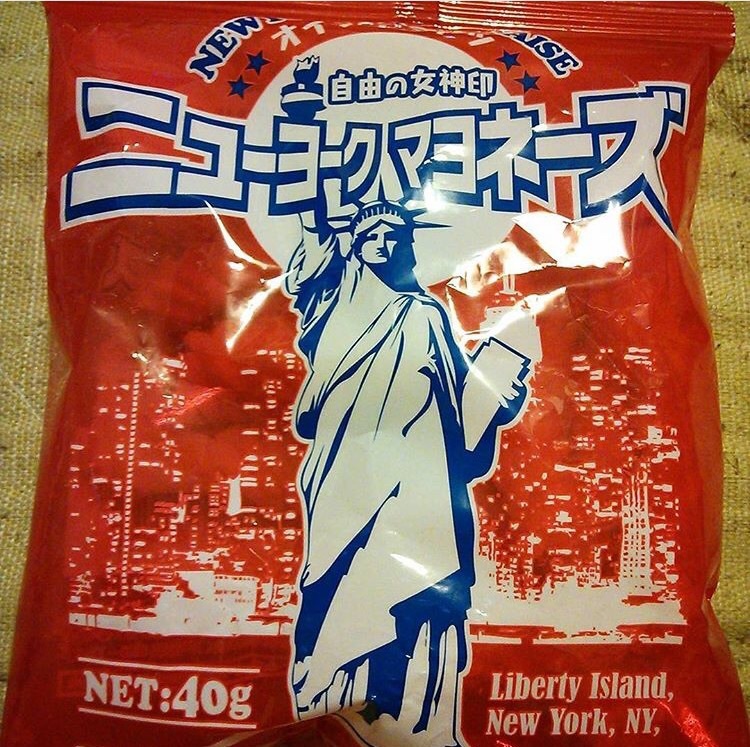 NEW
自由の女神印
ニューヨークマヨネーズ
NET:40g
Liberty Island,
New York, NY,